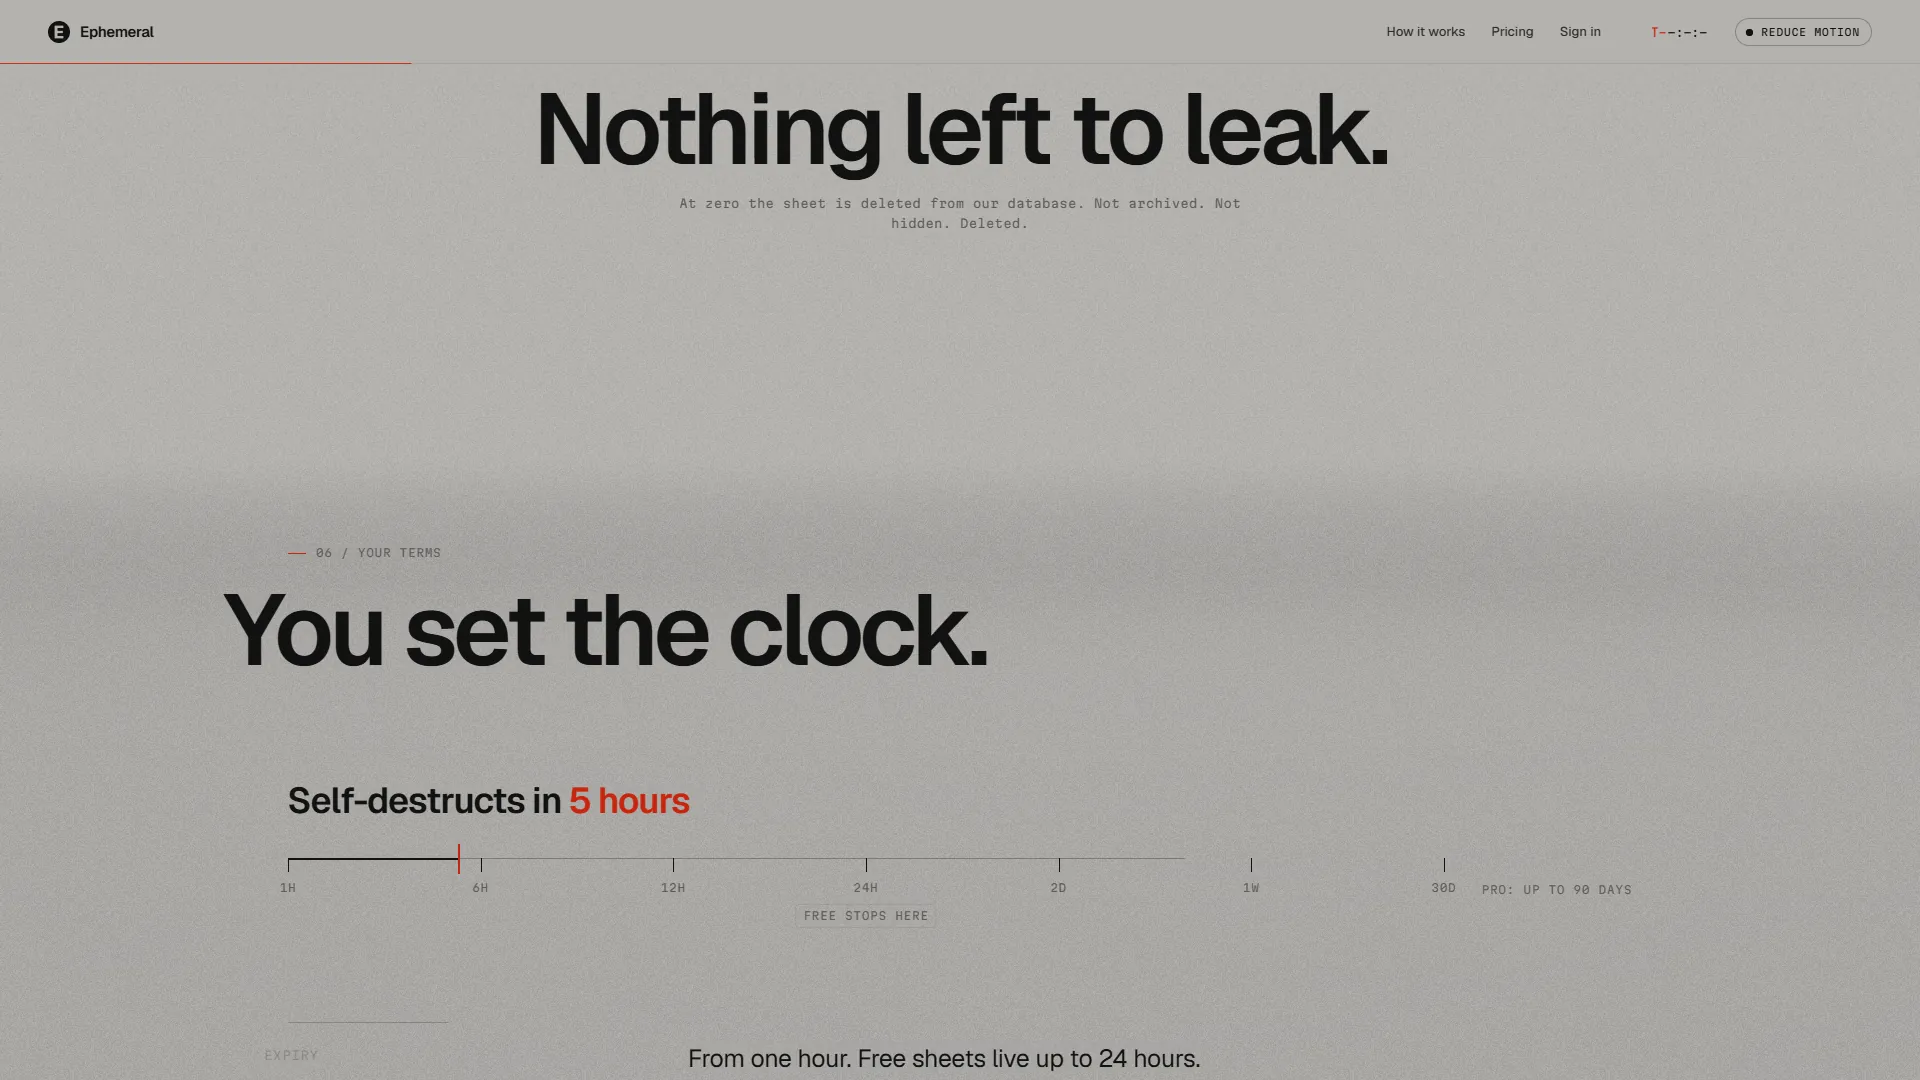 E Ephemeral
How it works Pricing Sign in T−−:−:− REDUCE MOTION
Nothing left to leak.
At zero the sheet is deleted from our database. Not archived. Not
hidden. Deleted.
06 / YOUR TERMS
You set the clock.
Self-destructs in 5 hours
1H 6H 12H 24H 2D 1W 30D PRO: UP TO 90 DAYS
FREE STOPS HERE
EXPIRY
From one hour. Free sheets live up to 24 hours.